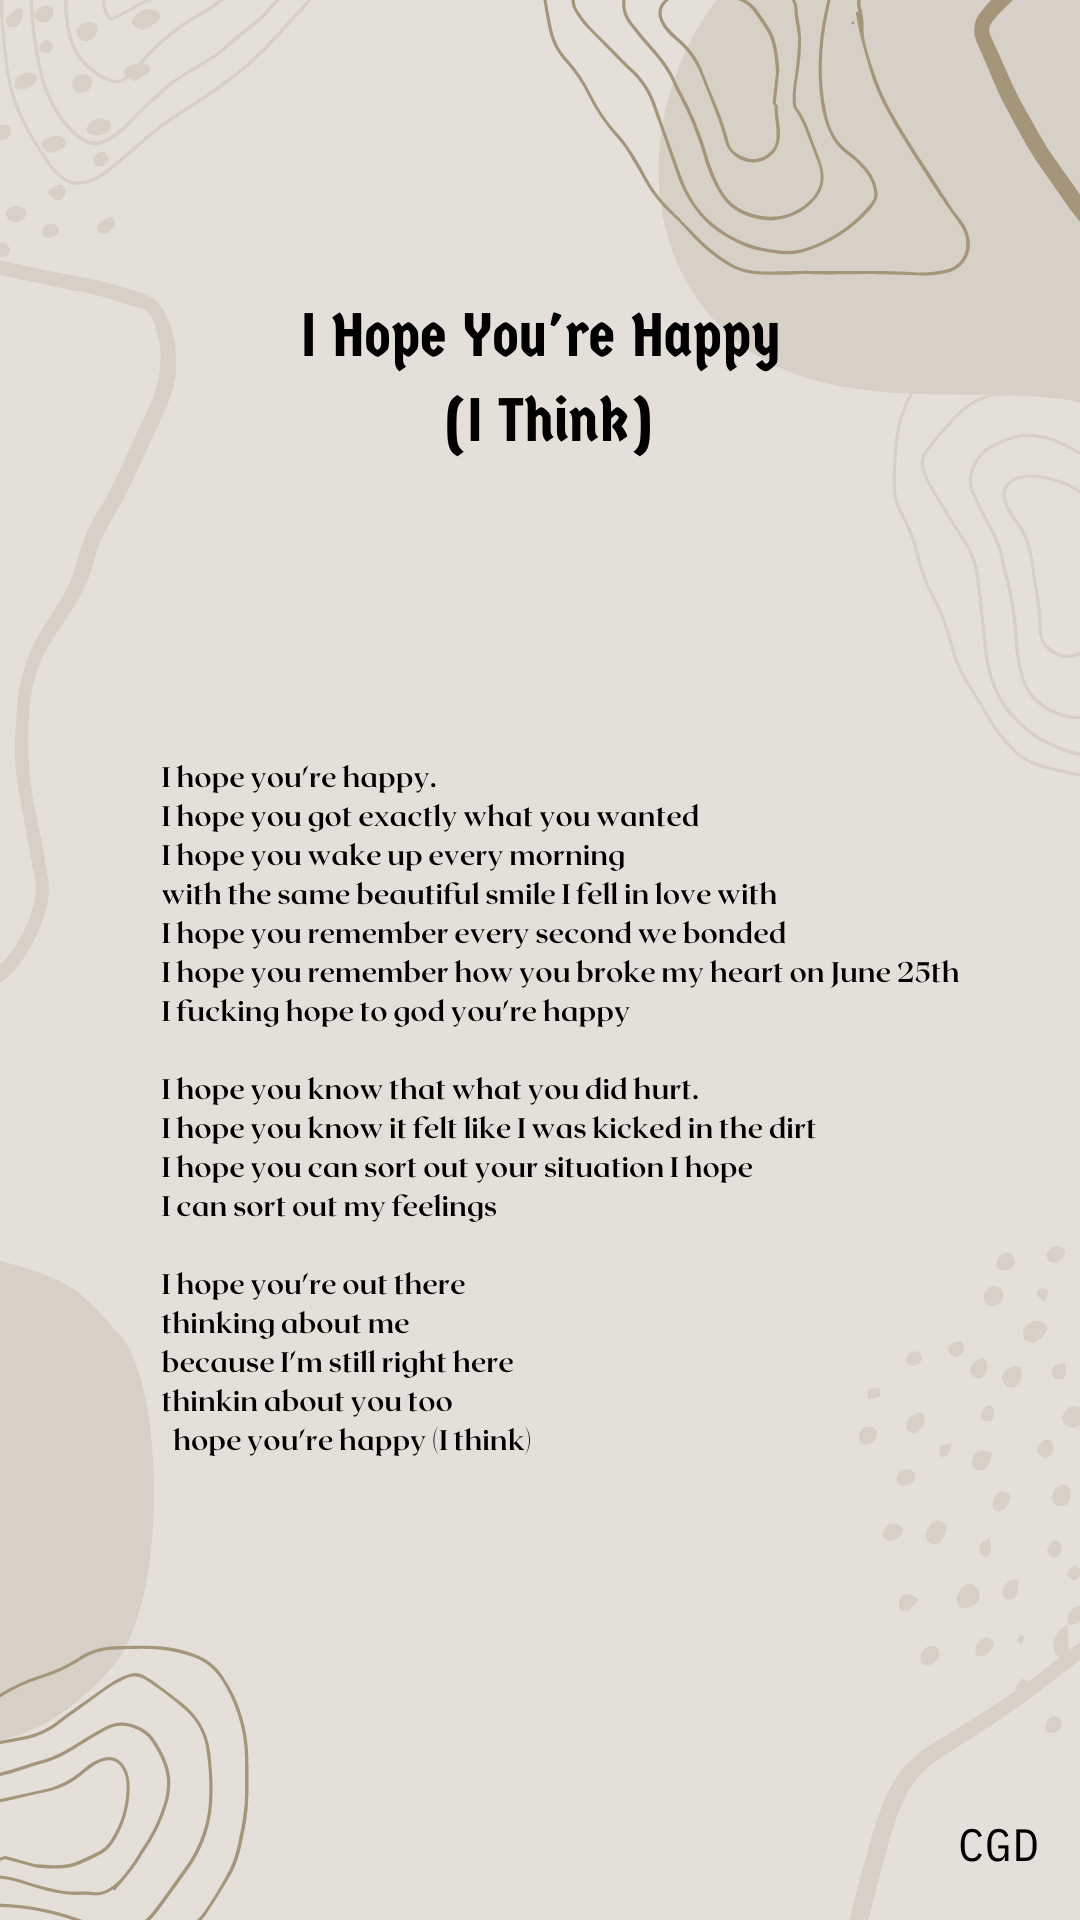 I Hope You're Happy
(I Think)
I hope you're happy.
I hope you got exactly what you wanted
I hope you wake up every morning
with the same beautiful smile I fell in love with
I hope you remember every second we bonded
I hope you remember how you broke my heart on June 25th
I fucking hope to god you're happy
I hope you know that what you did hurt.
I hope you know it felt like I was kicked in the dirt
I hope you can sort out your situation I hope
I can sort out my feelings
I hope you're out there
thinking about me
because I'm still right here
thinkin about you too
hope you're happy (I think)
CGD